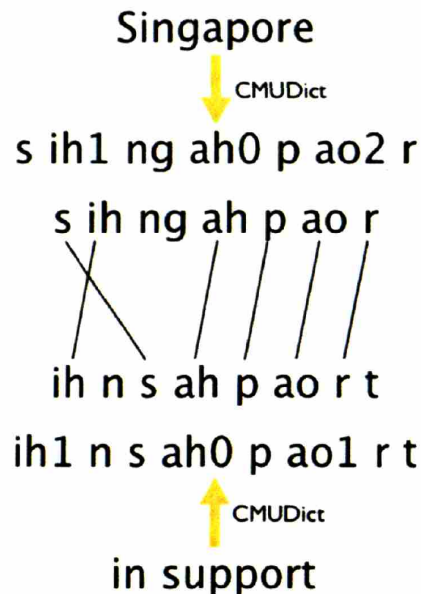 Singapore
CMUDict
s ih1 ng ah0 p ao2 r
s ih ng ah p ao r
ih n s ah p ao r t
ih1 n s ah0 p ao1 r t
CMUDict
in support